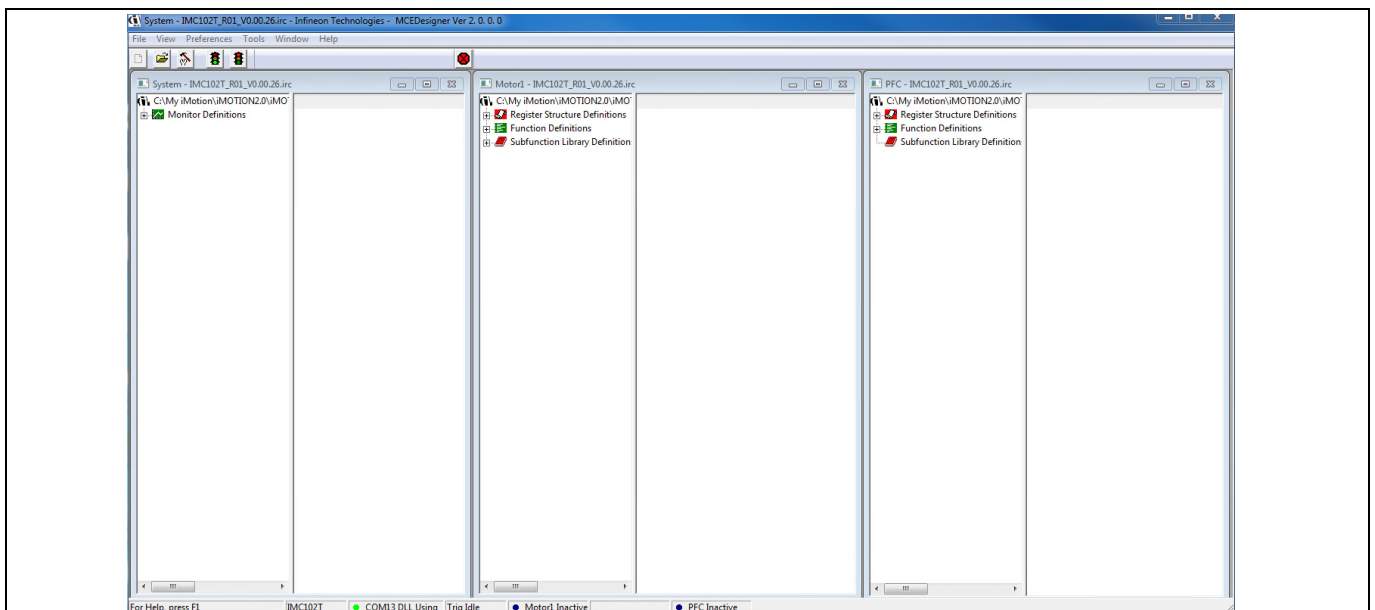 System - IMC102T_R01_V0.00.26.irc - Infineon Technologies - MCEDesigner Ver 2. 0. 0. 0
File View Preferences Tools Window Help
System - IMC102T_R01_V0.00.26.irc
C:\My iMotion\iMOTION2.0\iMO
Monitor Definitions
Motor1 - IMC102T_R01_V0.00.26.irc
C:\My iMotion\iMOTION2.0\iMO
Register Structure Definitions
Function Definitions
Subfunction Library Definition
PFC - IMC102T_R01_V0.00.26.irc
C:\My iMotion\iMOTION2.0\iMO
Register Structure Definitions
Function Definitions
Subfunction Library Definition
For Help, press F1 IMC102T COM13 DLL Using Trig Idle Motor1 Inactive PFC Inactive